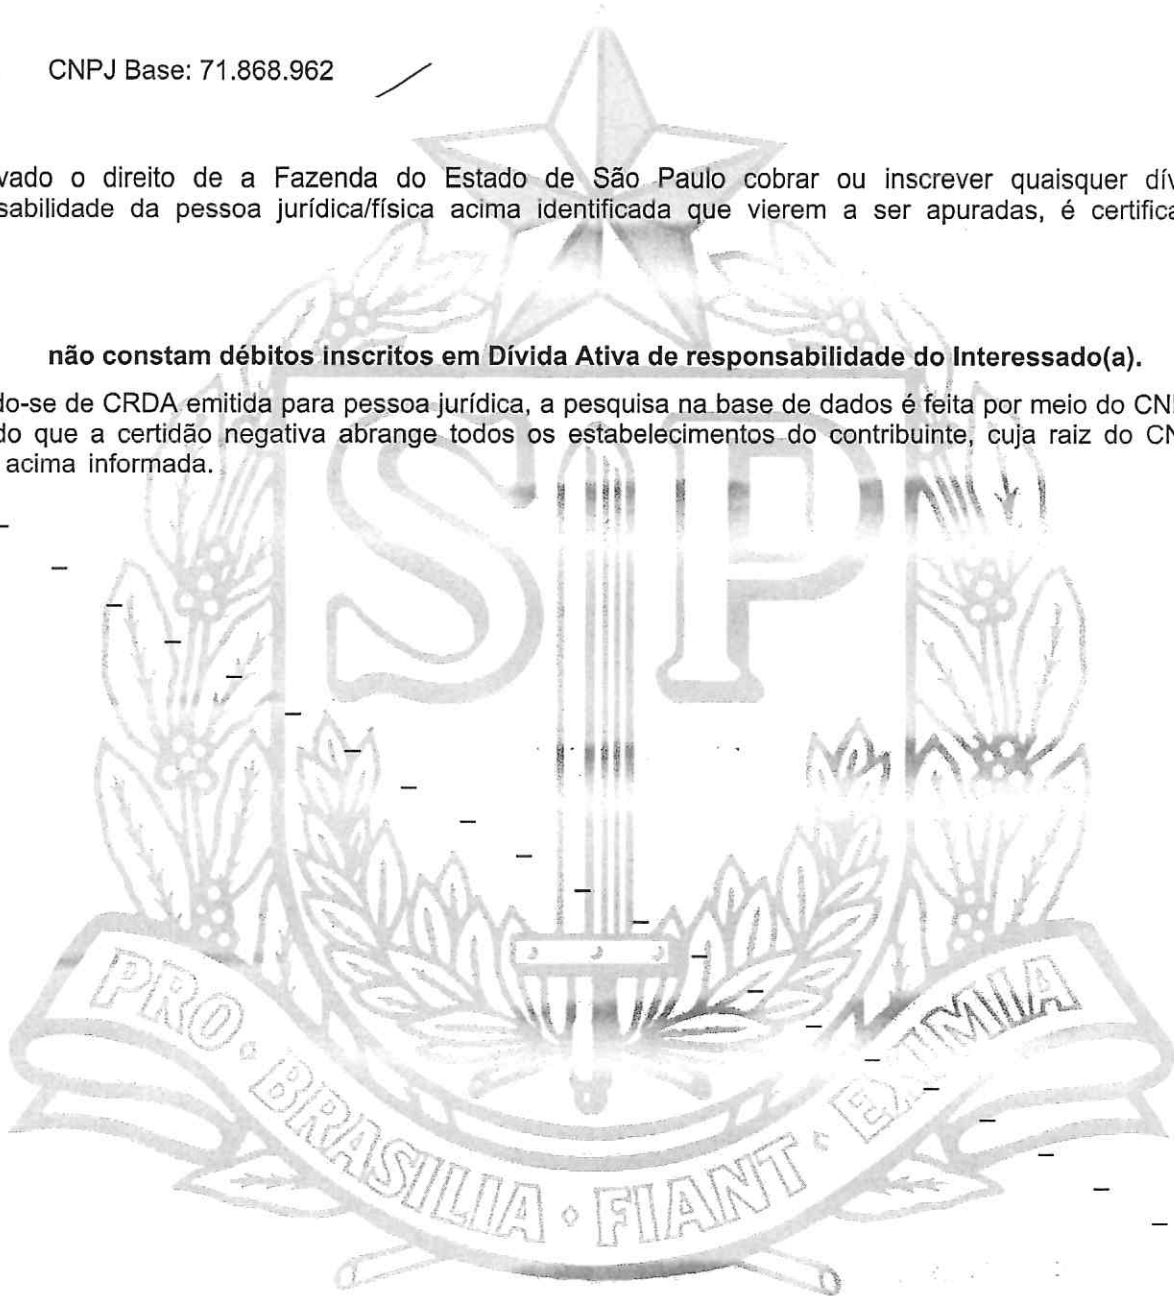 CNPJ Base: 71.868.962
vado o direito de a Fazenda do Estado de São Paulo cobrar ou inscrever quaisquer dív
sabilidade da pessoa jurídica/física acima identificada que vierem a ser apuradas, é certifica
não constam débitos inscritos em Dívida Ativa de responsabilidade do Interessado(a).
do-se de CRDA emitida para pessoa jurídica, a pesquisa na base de dados é feita por meio do CN
do que a certidão negativa abrange todos os estabelecimentos do contribuinte, cuja raiz do CN
acima informada.
SP
PRO BRASILIA FIANT EXIMIA